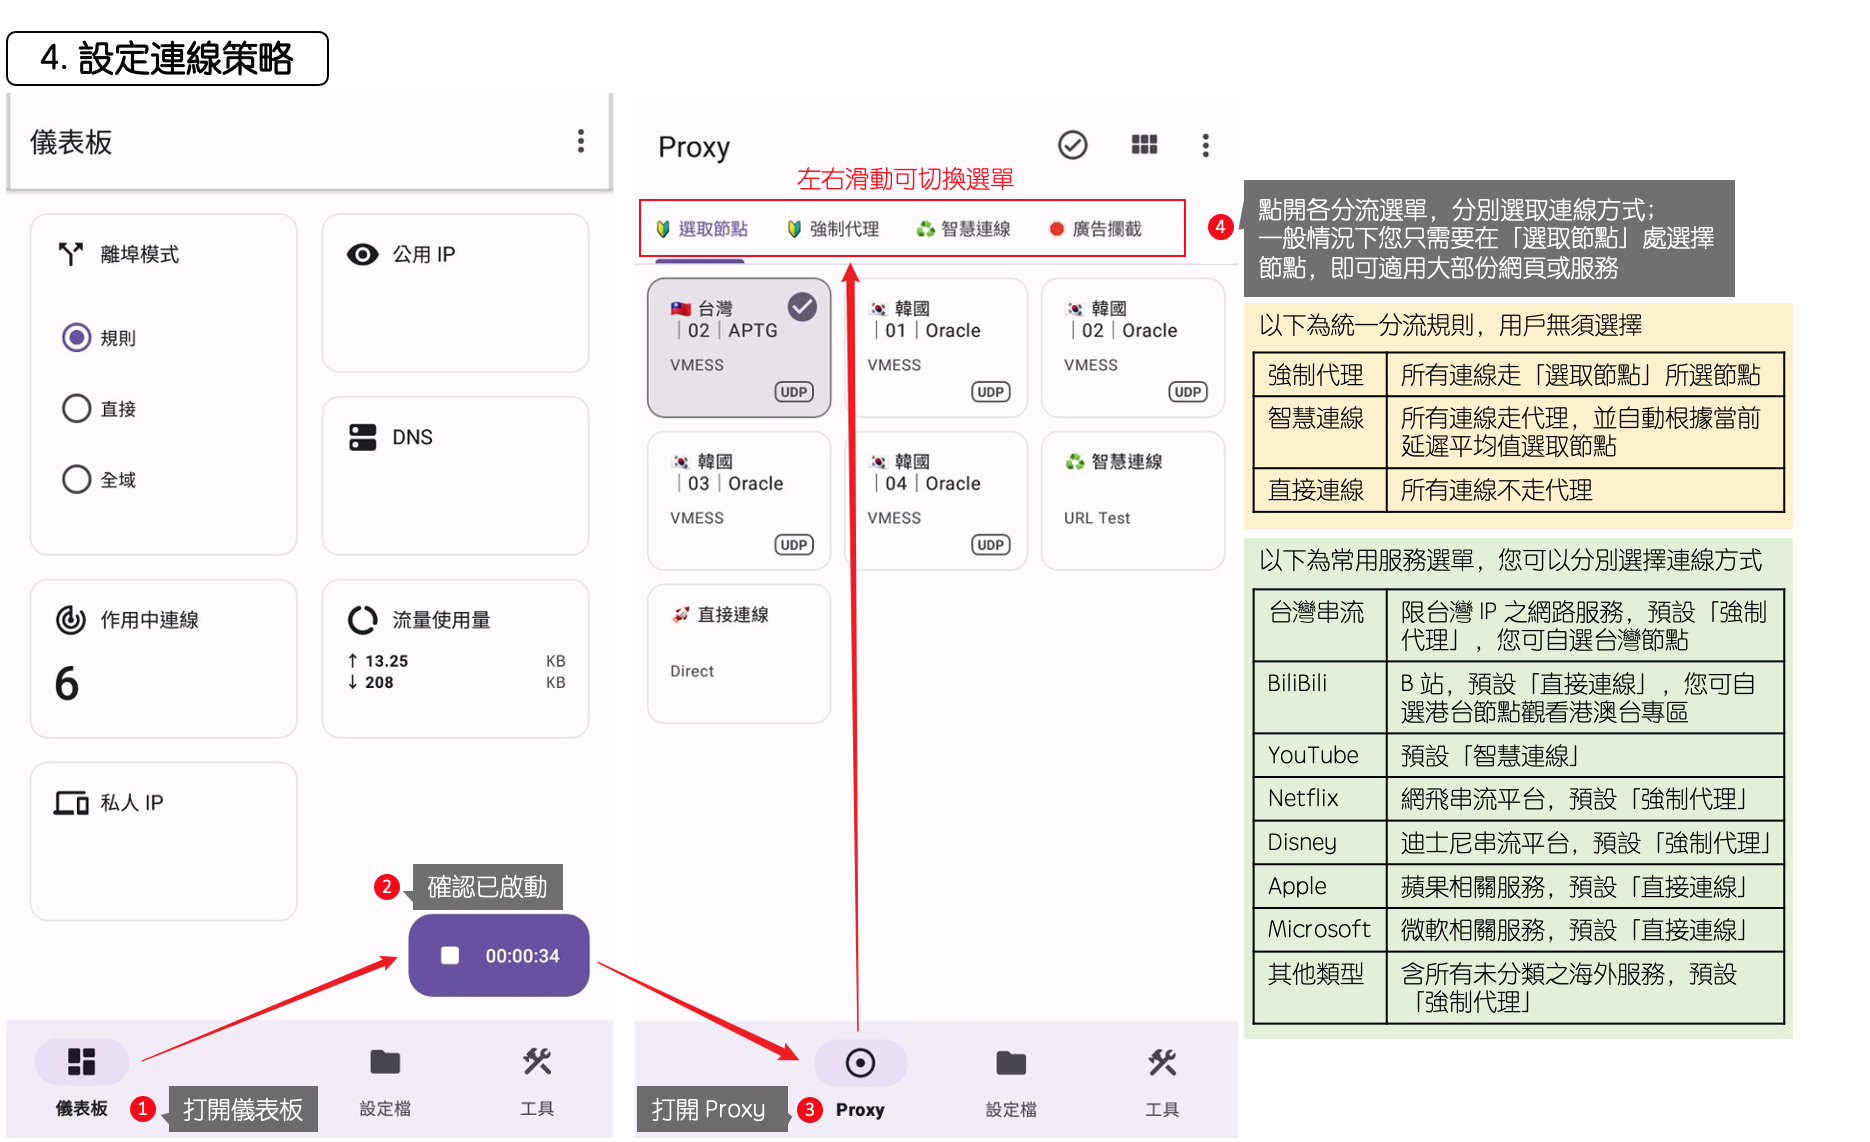 4. 設定連線策略
儀表板
離埠模式
規則
直接
全域
公用 IP
DNS
作用中連線
6
流量使用量
↑ 13.25 KB
↓ 208 KB
私人 IP
2 確認已啟動
00:00:34
儀表板
1 打開儀表板
設定檔
工具
Proxy
左右滑動可切換選單
選取節點
強制代理
智慧連線
廣告攔截
台灣
｜02｜APTG
VMESS
UDP
韓國
｜01｜Oracle
VMESS
UDP
韓國
｜02｜Oracle
VMESS
UDP
韓國
｜03｜Oracle
VMESS
UDP
韓國
｜04｜Oracle
VMESS
UDP
智慧連線
URL Test
直接連線
Direct
打開 Proxy 3
Proxy
設定檔
工具
4
點開各分流選單，分別選取連線方式；
一般情況下您只需要在「選取節點」處選擇
節點，即可適用大部份網頁或服務
以下為統一分流規則，用戶無須選擇
強制代理 所有連線走「選取節點」所選節點
智慧連線 所有連線走代理，並自動根據當前
延遲平均值選取節點
直接連線 所有連線不走代理
以下為常用服務選單，您可以分別選擇連線方式
台灣串流 限台灣 IP 之網路服務，預設「強制
代理」，您可自選台灣節點
BiliBili B 站，預設「直接連線」，您可自
選港台節點觀看港澳台專區
YouTube 預設「智慧連線」
Netflix 網飛串流平台，預設「強制代理」
Disney 迪士尼串流平台，預設「強制代理」
Apple 蘋果相關服務，預設「直接連線」
Microsoft 微軟相關服務，預設「直接連線」
其他類型 含所有未分類之海外服務，預設
「強制代理」